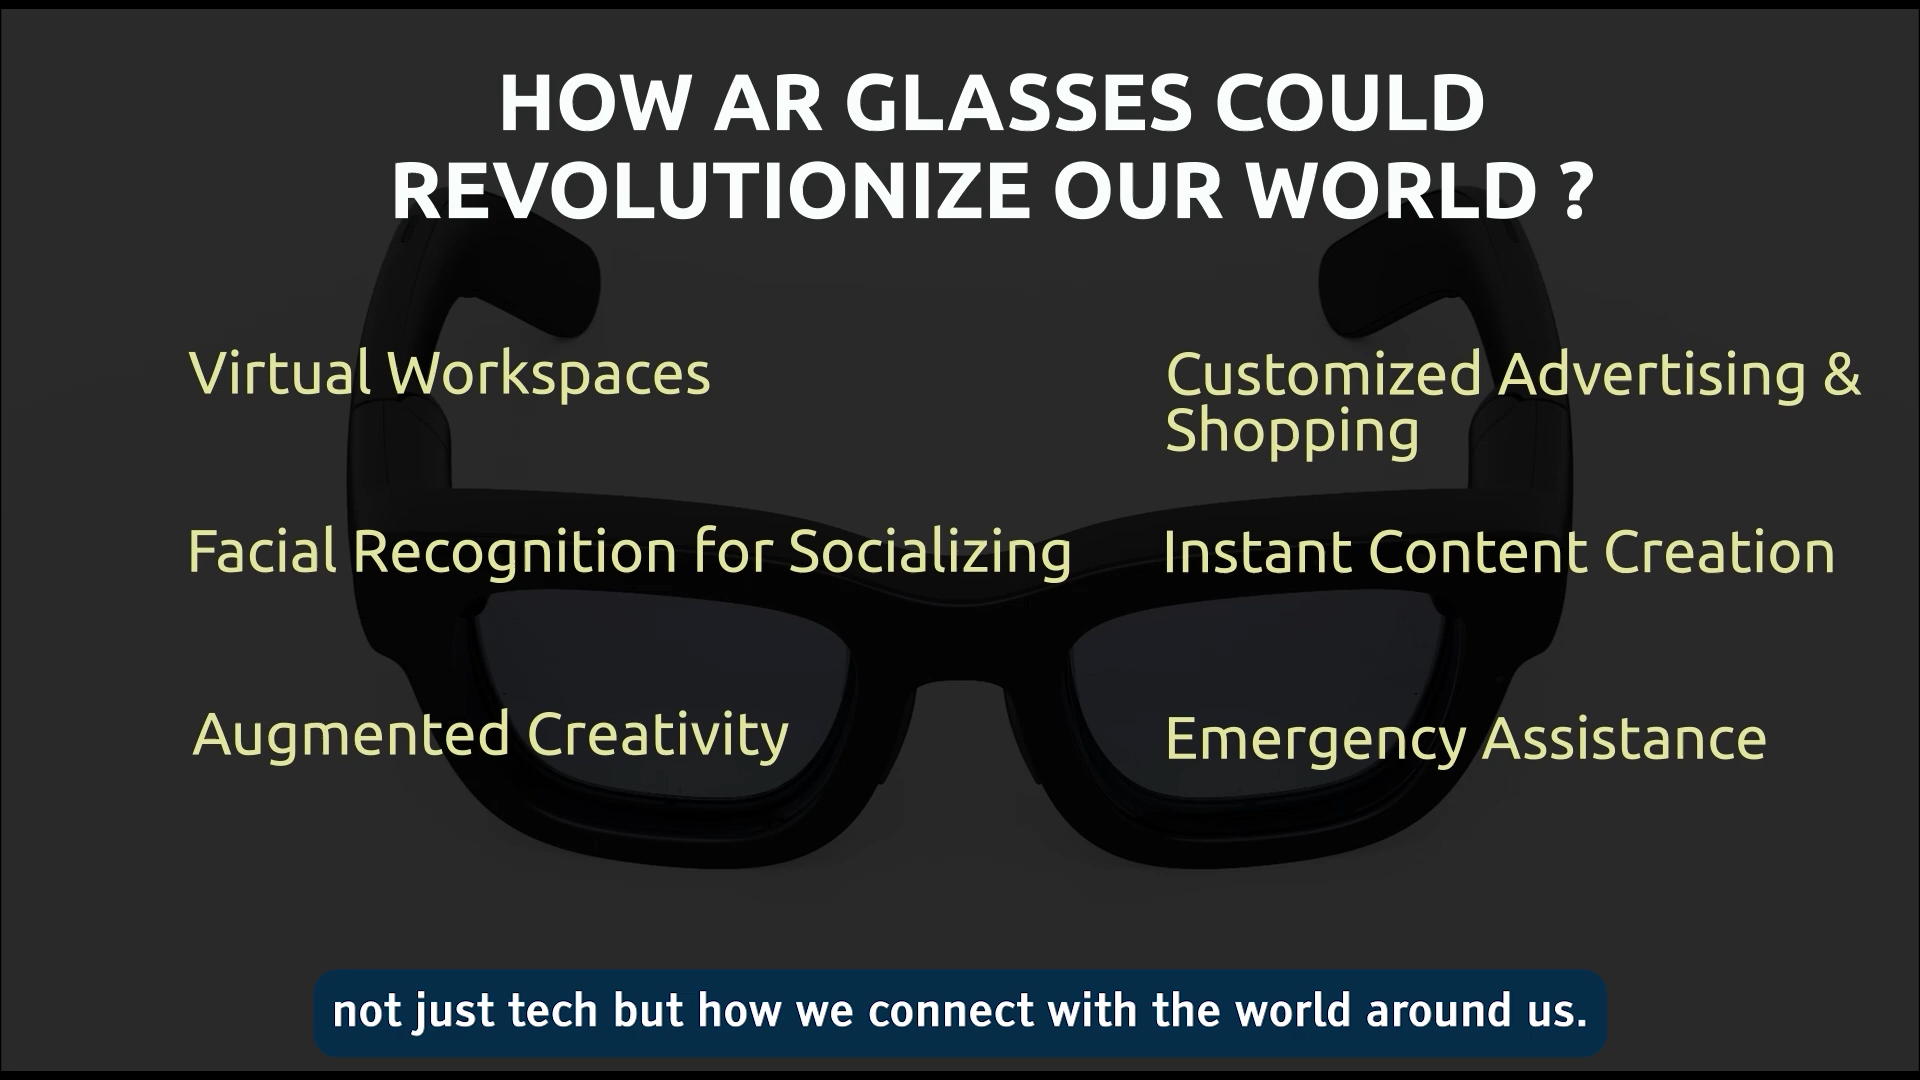 HOW AR GLASSES COULD
REVOLUTIONIZE OUR WORLD ?
Virtual Workspaces
Facial Recognition for Socializing
Augmented Creativity
Customized Advertising &
Shopping
Instant Content Creation
Emergency Assistance
not just tech but how we connect with the world around us.